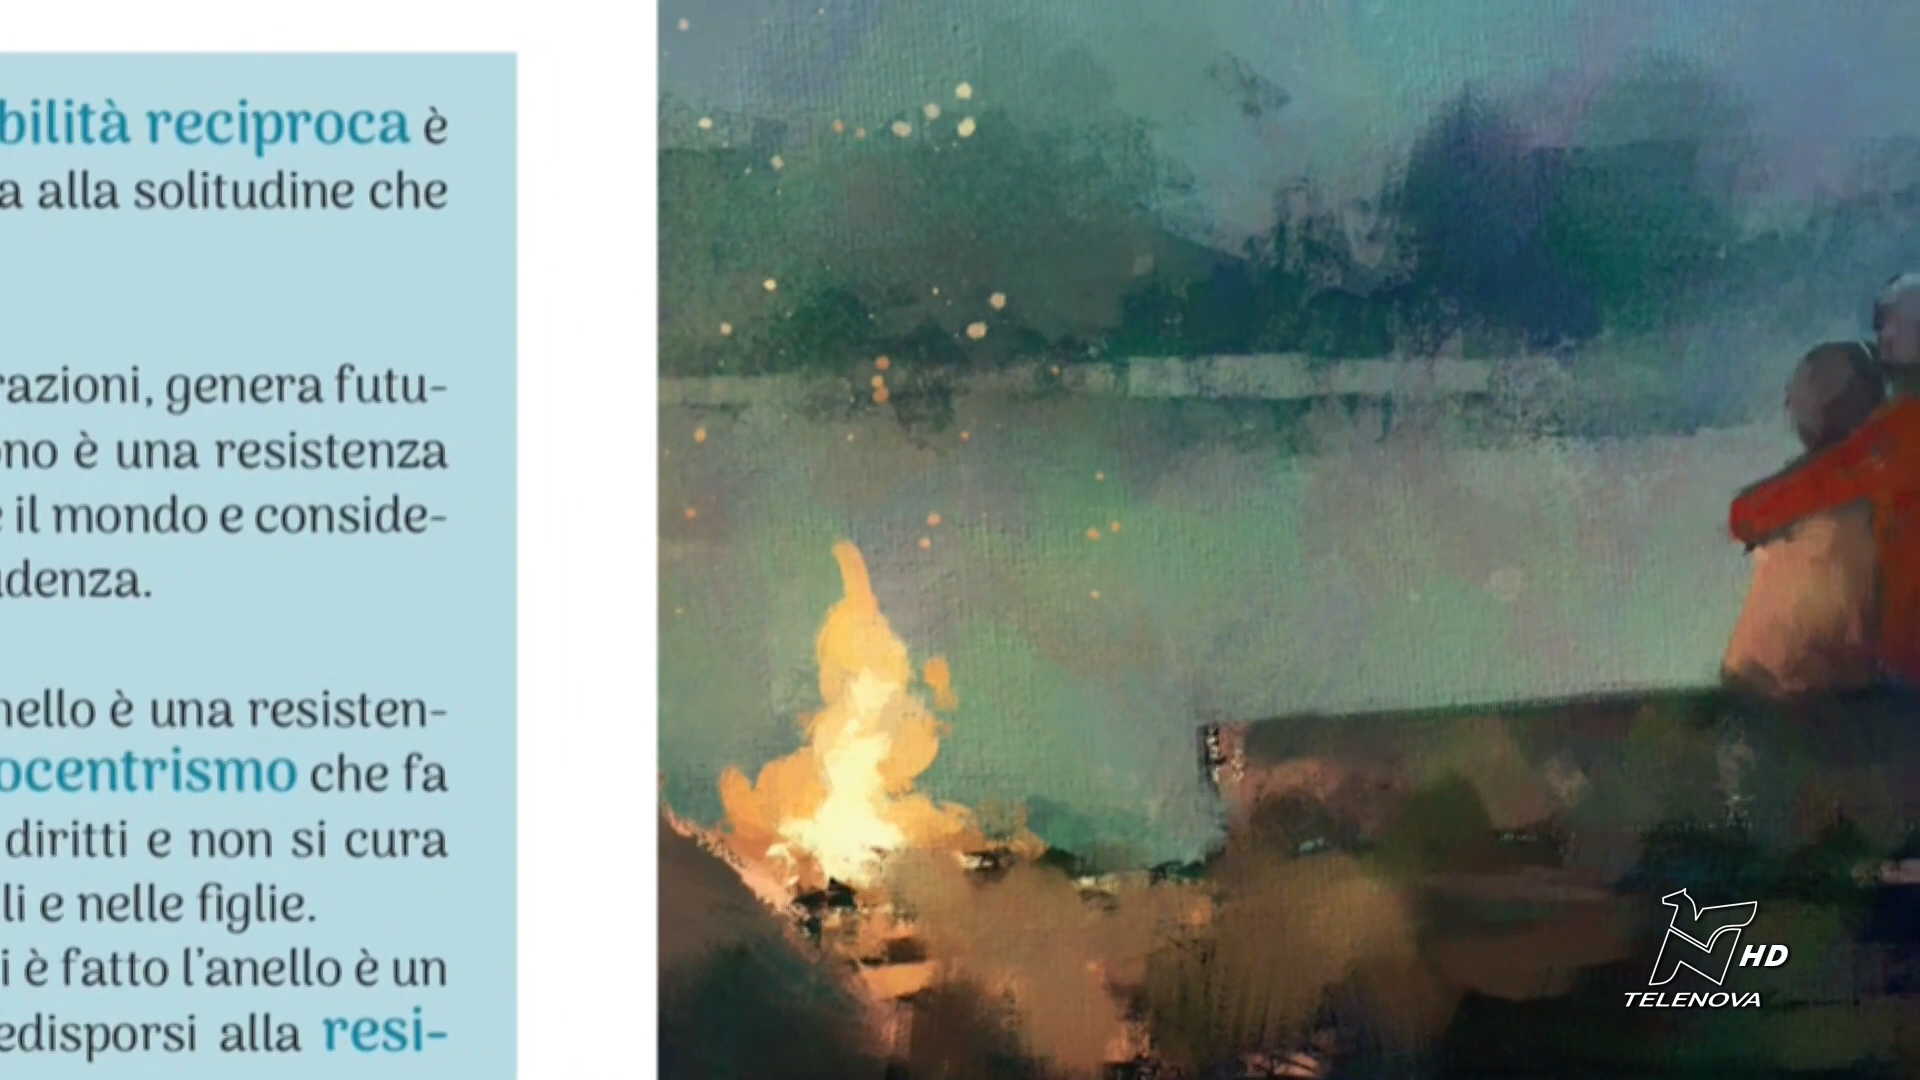 bilità reciproca è
a alla solitudine che
razioni, genera futu-
ono è una resistenza
e il mondo e conside-
denza.
nello è una resisten-
ocentrismo che fa
diritti e non si cura
li e nelle figlie.
i è fatto l'anello è un
edisporsi alla resi-
HD
TELENOVA